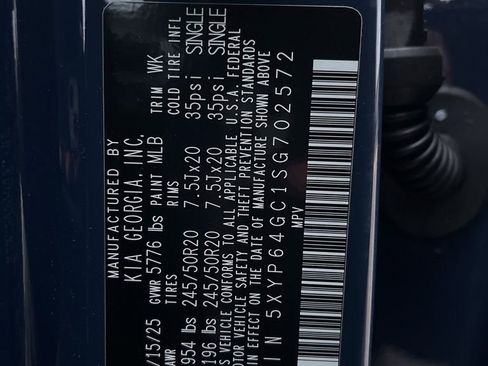 MANUFACTURED BY
KIA GEORGIA, INC.
/15/25 GVWR 5776 lbs PAINT MLB TRIM WK
AWR TIRES RIMS COLD TIRE INFL
954 lbs 245/50R20 7.5Jx20 35psi SINGLE
196 lbs 245/50R20 7.5Jx20 35psi SINGLE
VEHICLE CONFORMS TO ALL APPLICABLE U.S.A. FEDERAL
VEHICLE SAFETY AND THEFT PREVENTION STANDARDS
IN EFFECT ON THE DATE OF MANUFACTURE SHOWN ABOVE
IN 5XYP64GC1SG702572
MPV